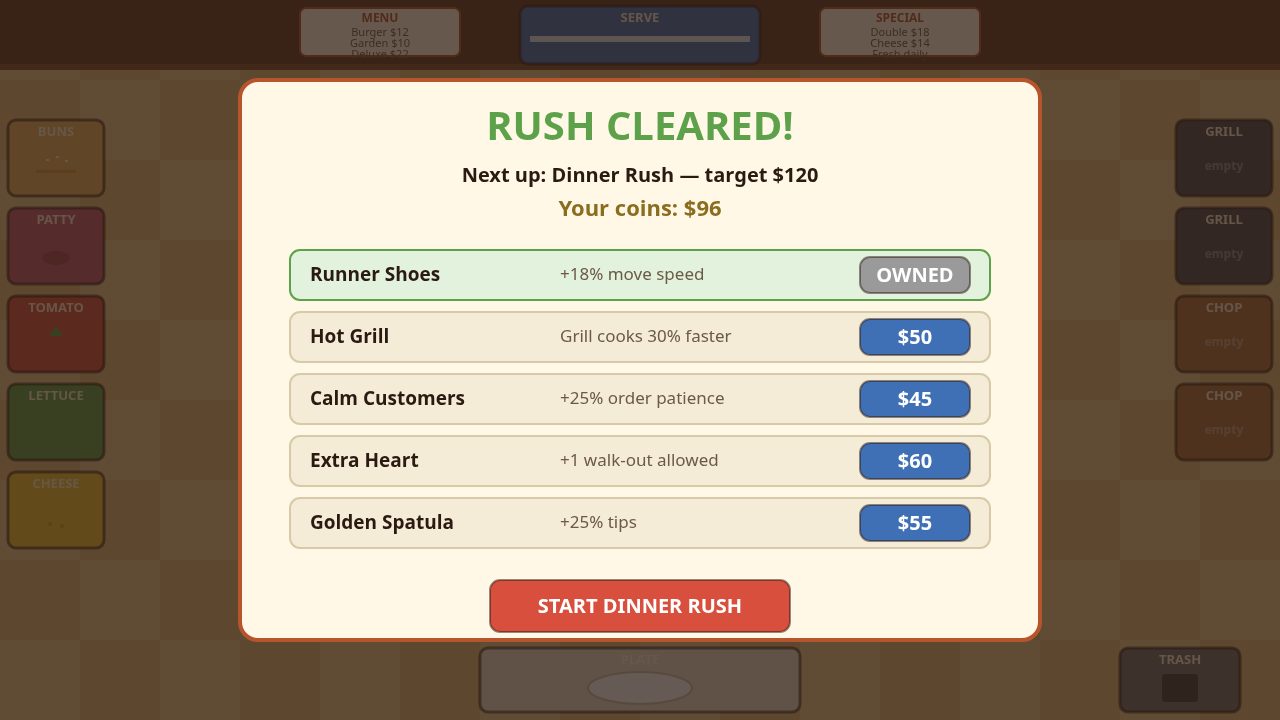 MENU
Burger $12
Garden $10
Deluxe $22
SERVE
SPECIAL
Double $18
Cheese $14
Fresh daily
RUSH CLEARED!
Next up: Dinner Rush — target $120
Your coins: $96
Runner Shoes +18% move speed OWNED
Hot Grill Grill cooks 30% faster $50
Calm Customers +25% order patience $45
Extra Heart +1 walk-out allowed $60
Golden Spatula +25% tips $55
START DINNER RUSH
BUNS
PATTY
TOMATO
LETTUCE
CHEESE
GRILL
empty
GRILL
empty
CHOP
empty
CHOP
empty
PLATE
TRASH